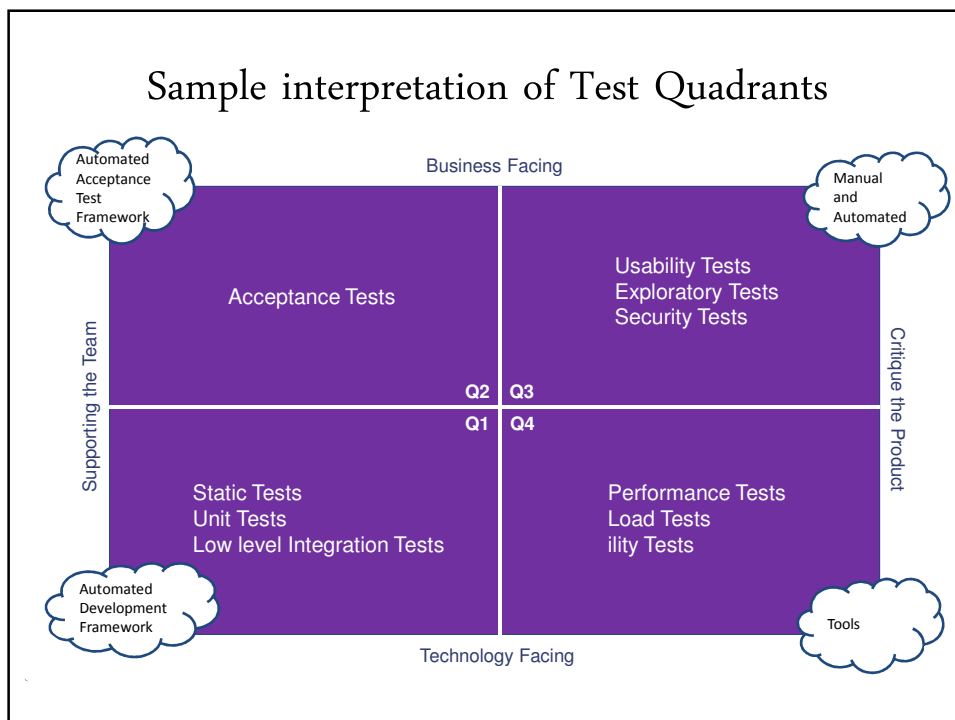 Sample interpretation of Test Quadrants
Automated
Acceptance
Test
Framework
Business Facing
Manual
and
Automated
Supporting the Team
Acceptance Tests
Usability Tests
Exploratory Tests
Security Tests
Critique the Product
Q2
Q3
Q1
Q4
Static Tests
Unit Tests
Low level Integration Tests
Performance Tests
Load Tests
ility Tests
Automated
Development
Framework
Tools
Technology Facing